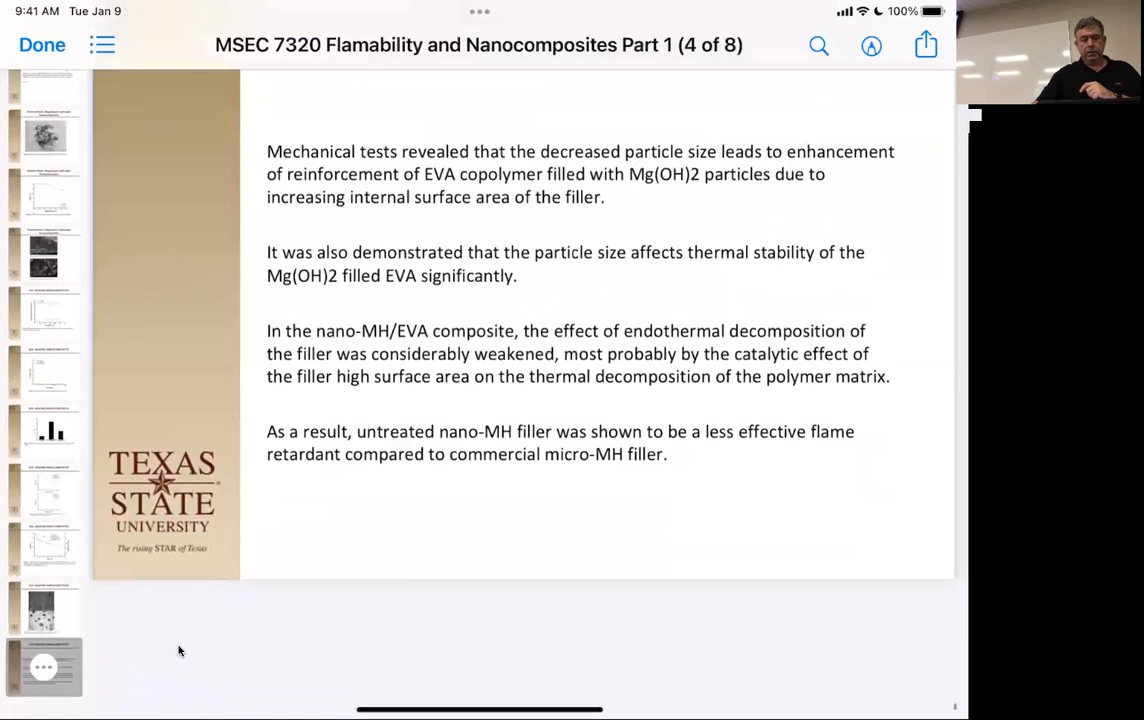 9:41 AM Tue Jan 9
100%
Done
MSEC 7320 Flamability and Nanocomposites Part 1 (4 of 8)
Mechanical tests revealed that the decreased particle size leads to enhancement
of reinforcement of EVA copolymer filled with Mg(OH)2 particles due to
increasing internal surface area of the filler.
It was also demonstrated that the particle size affects thermal stability of the
Mg(OH)2 filled EVA significantly.
In the nano-MH/EVA composite, the effect of endothermal decomposition of
the filler was considerably weakened, most probably by the catalytic effect of
the filler high surface area on the thermal decomposition of the polymer matrix.
As a result, untreated nano-MH filler was shown to be a less effective flame
retardant compared to commercial micro-MH filler.
TEXAS
STATE
UNIVERSITY
The rising STAR of Texas